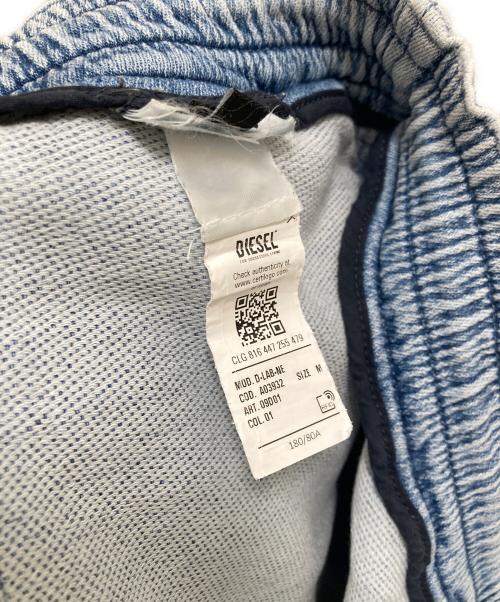 DIESEL
FOR SUCCESSFUL LIVING
Check authenticity at
www.certilogo.com
CLG 816 447 255 479
MOD. D-LAB-NE
COD. A03932 SIZE M
ART. 09D01
COL. 01
180/80A